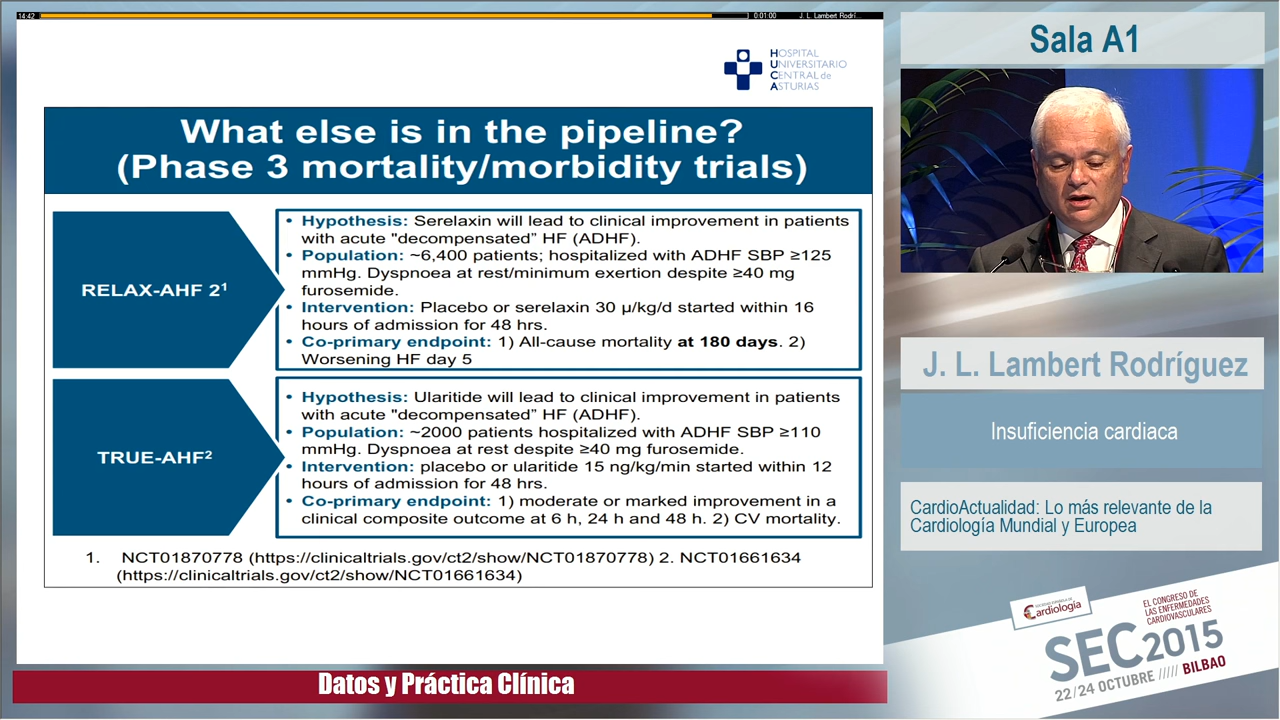 14:42
0:01:00
J. L. Lambert Rodrí...
HOSPITAL
UNIVERSITARIO
CENTRAL de
ASTURIAS
What else is in the pipeline?
(Phase 3 mortality/morbidity trials)
RELAX-AHF 2¹
• Hypothesis: Serelaxin will lead to clinical improvement in patients
with acute "decompensated” HF (ADHF).
• Population: ~6,400 patients; hospitalized with ADHF SBP ≥125
mmHg. Dyspnoea at rest/minimum exertion despite ≥40 mg
furosemide.
• Intervention: Placebo or serelaxin 30 µ/kg/d started within 16
hours of admission for 48 hrs.
• Co-primary endpoint: 1) All-cause mortality at 180 days. 2)
Worsening HF day 5
TRUE-AHF²
• Hypothesis: Ularitide will lead to clinical improvement in patients
with acute "decompensated” HF (ADHF).
• Population: ~2000 patients hospitalized with ADHF SBP ≥110
mmHg. Dyspnoea at rest despite ≥40 mg furosemide.
• Intervention: placebo or ularitide 15 ng/kg/min started within 12
hours of admission for 48 hrs.
• Co-primary endpoint: 1) moderate or marked improvement in a
clinical composite outcome at 6 h, 24 h and 48 h. 2) CV mortality.
1. NCT01870778 (https://clinicaltrials.gov/ct2/show/NCT01870778) 2. NCT01661634
(https://clinicaltrials.gov/ct2/show/NCT01661634)
Datos y Práctica Clínica
Sala A1
J. L. Lambert Rodríguez
Insuficiencia cardiaca
CardioActualidad: Lo más relevante de la
Cardiología Mundial y Europea
SOCIEDAD ESPAÑOLA DE
Cardiología
EL CONGRESO DE
LAS ENFERMEDADES
CARDIOVASCULARES
SEC2015
22/24 OCTUBRE ///// BILBAO